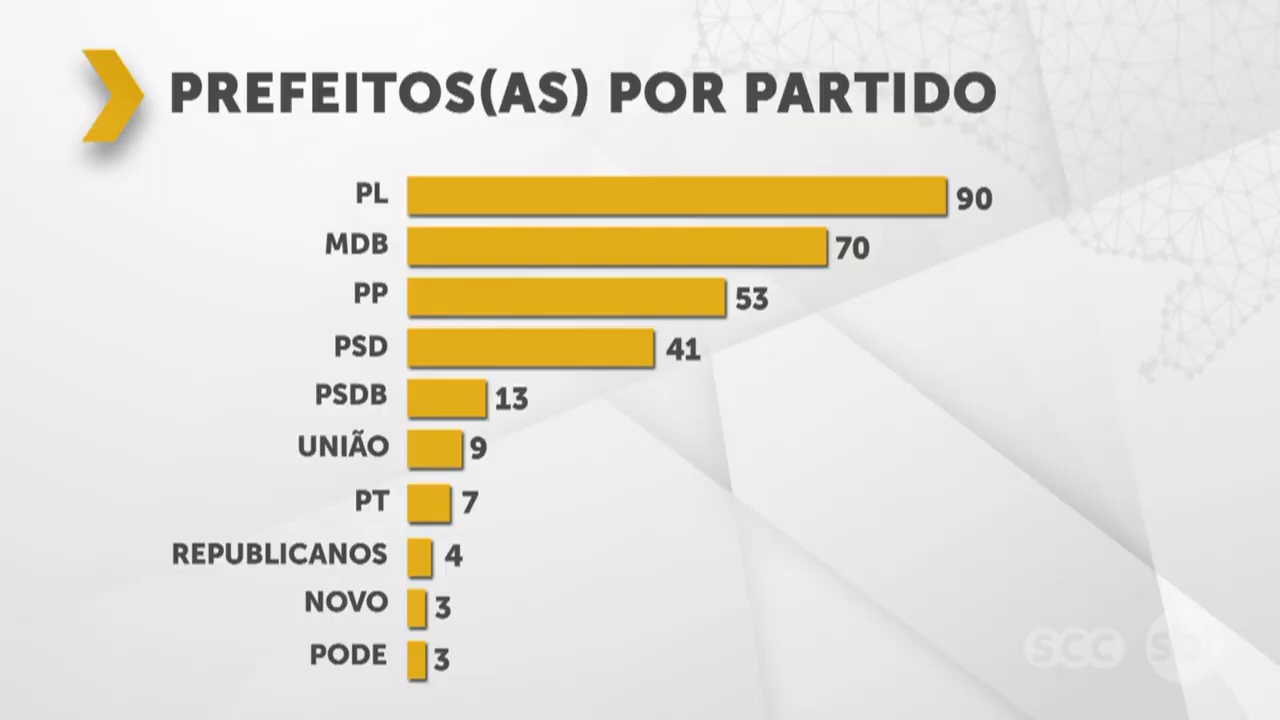 PREFEITOS(AS) POR PARTIDO
PL 90
MDB 70
PP 53
PSD 41
PSDB 13
UNIÃO 9
PT 7
REPUBLICANOS 4
NOVO 3
PODE 3
scc sbt